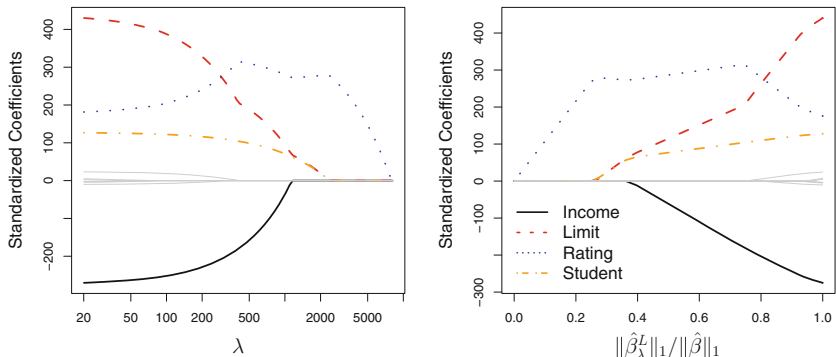 Standardized Coefficients
-200 0 100 200 300 400
20 50 100 200 500 2000 5000
λ
Standardized Coefficients
-300 -100 0 100 200 300 400
0.0 0.2 0.4 0.6 0.8 1.0
‖β̂ᴸ_λ‖₁/‖β̂‖₁
Income
Limit
Rating
Student